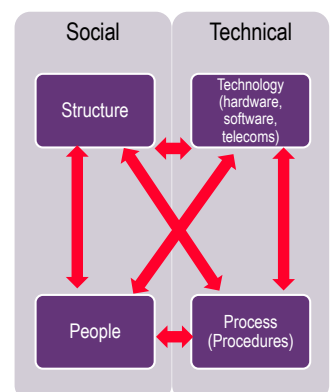 Social
Technical
Structure
Technology
(hardware,
software,
telecoms)
People
Process
(Procedures)